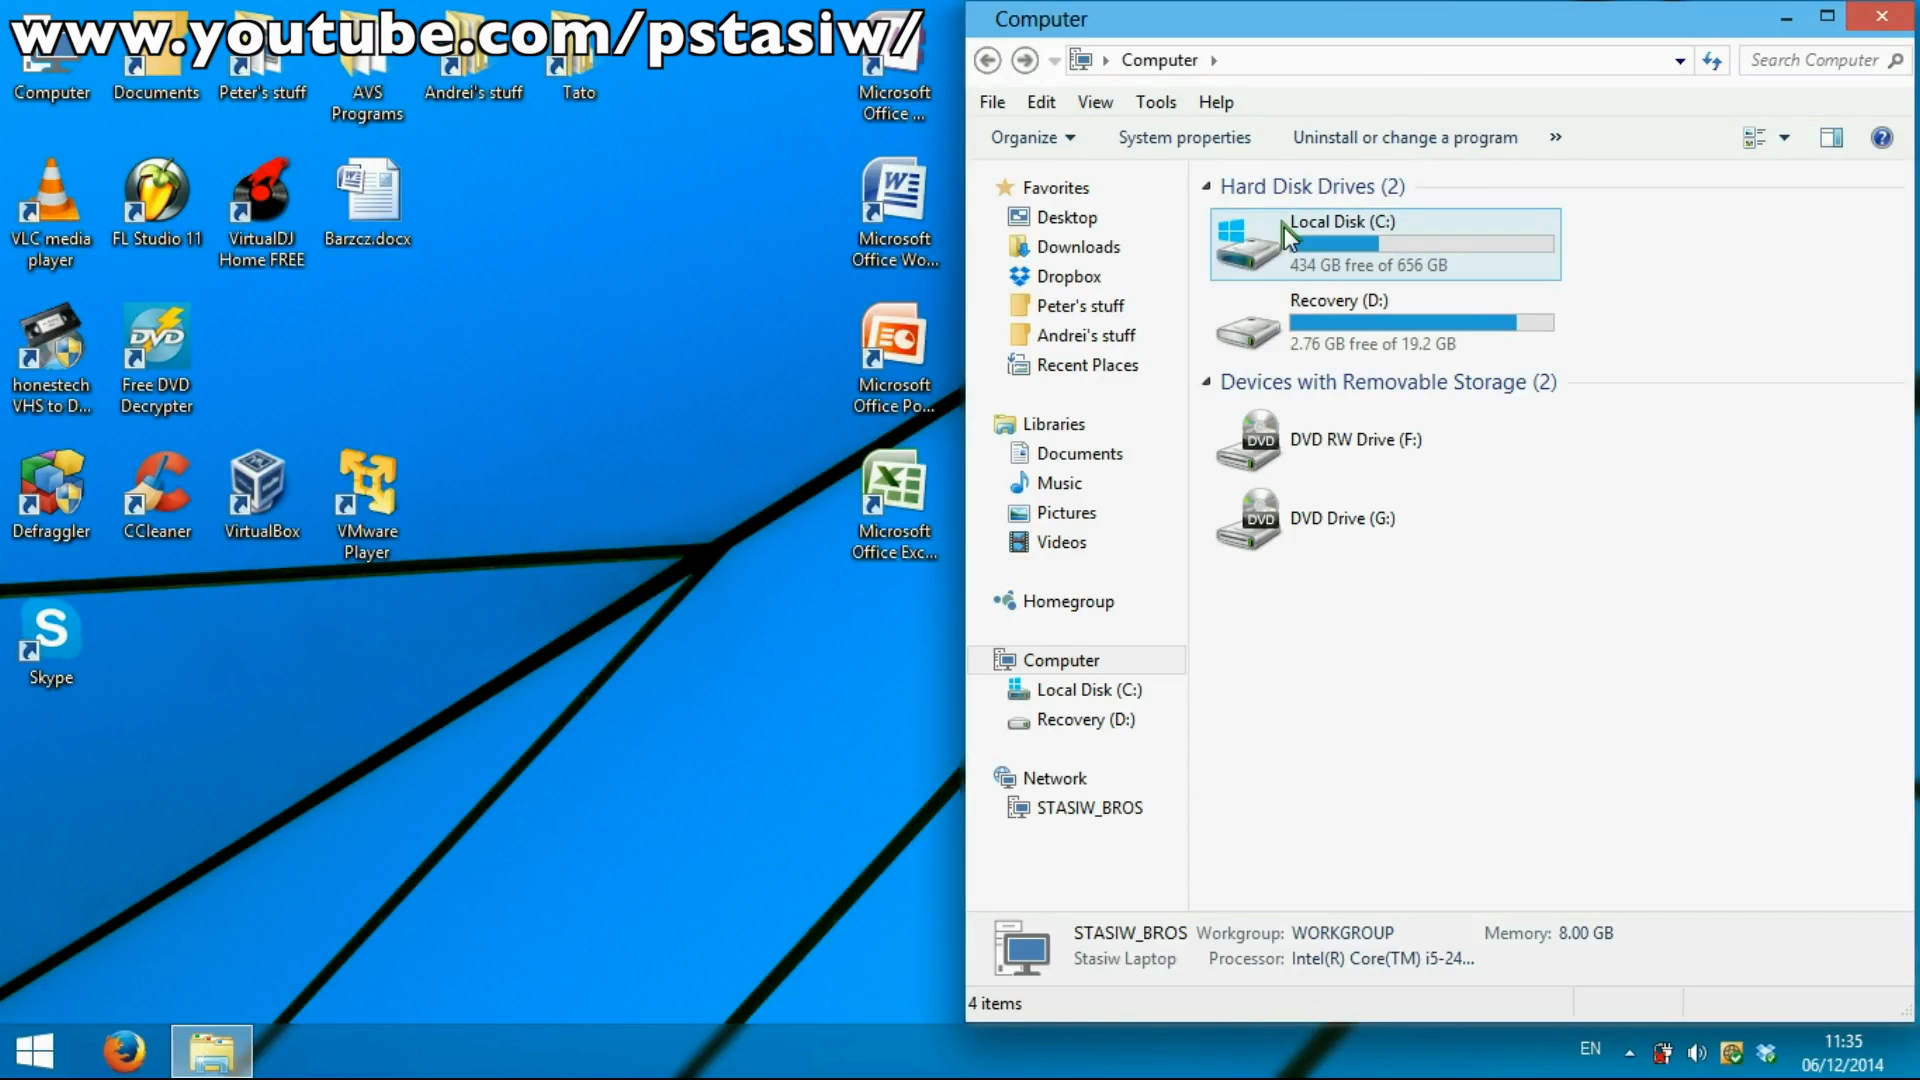 www.youtube.com/pstasiw/
Computer
Documents
Peter's stuff
AVS
Programs
Andrei's stuff
Tato
Microsoft
Office ...
VLC media
player
FL Studio 11
VirtualDJ
Home FREE
Barzcz.docx
Microsoft
Office Wo...
honestech
VHS to D...
Free DVD
Decrypter
Microsoft
Office Po...
Defraggler
CCleaner
VirtualBox
VMware
Player
Microsoft
Office Exc...
Skype
Computer
Computer
Search Computer
File Edit View Tools Help
Organize System properties Uninstall or change a program »
Favorites
Desktop
Downloads
Dropbox
Peter's stuff
Andrei's stuff
Recent Places
Libraries
Documents
Music
Pictures
Videos
Homegroup
Computer
Local Disk (C:)
Recovery (D:)
Network
STASIW_BROS
Hard Disk Drives (2)
Local Disk (C:)
434 GB free of 656 GB
Recovery (D:)
2.76 GB free of 19.2 GB
Devices with Removable Storage (2)
DVD
DVD RW Drive (F:)
DVD
DVD Drive (G:)
STASIW_BROS Workgroup: WORKGROUP Memory: 8.00 GB
Stasiw Laptop Processor: Intel(R) Core(TM) i5-24...
4 items
EN
11:35
06/12/2014